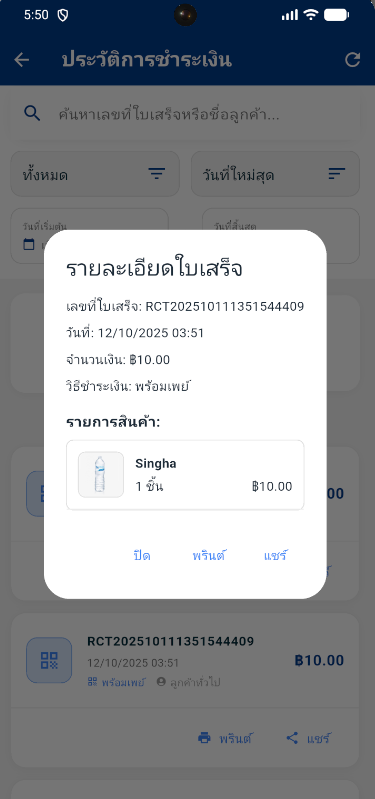 5:50
ประวัติการชำระเงิน
ค้นหาเลขที่ใบเสร็จหรือชื่อลูกค้า...
ทั้งหมด
วันที่ใหม่สุด
วันที่เริ่มต้น
วันที่สิ้นสุด
รายละเอียดใบเสร็จ
เลขที่ใบเสร็จ: RCT202510111351544409
วันที่: 12/10/2025 03:51
จำนวนเงิน: ฿10.00
วิธีชำระเงิน: พร้อมเพย์
รายการสินค้า:
Singha
1 ชิ้น
฿10.00
ปิด
พรินต์
แชร์
RCT202510111351544409
12/10/2025 03:51
฿10.00
พร้อมเพย์
ลูกค้าทั่วไป
พรินต์
แชร์